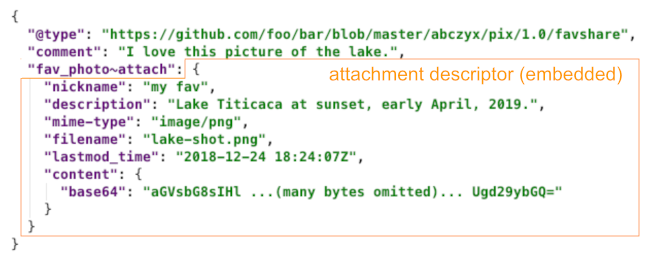 {
"@type": "https://github.com/foo/bar/blob/master/abczyx/pix/1.0/favshare",
"comment": "I love this picture of the lake.",
"fav_photo~attach": {
attachment descriptor (embedded)
"nickname": "my fav",
"description": "Lake Titicaca at sunset, early April, 2019.",
"mime-type": "image/png",
"filename": "lake-shot.png",
"lastmod_time": "2018-12-24 18:24:07Z",
"content": {
"base64": "aGVsbG8sIHl ...(many bytes omitted)... Ugd29ybGQ="
}
}
}